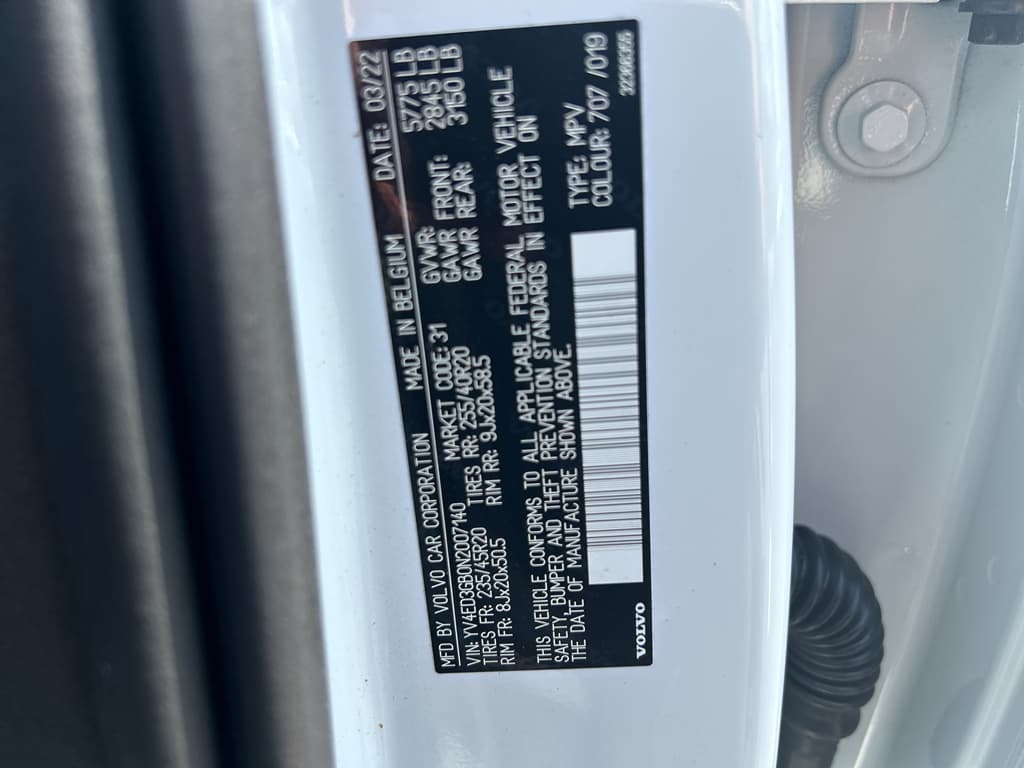 MFD BY VOLVO CAR CORPORATION MADE IN BELGIUM DATE: 03/22
VIN: YV4ED3GB0N2007140 MARKET CODE: 31 GVWR: 5775 LB
TIRES FR: 235/45R20 TIRES RR: 255/40R20 GAWR FRONT: 2845 LB
RIM FR: 8Jx20x50.5 RIM RR: 9Jx20x58.5 GAWR REAR: 3150 LB
THIS VEHICLE CONFORMS TO ALL APPLICABLE FEDERAL MOTOR VEHICLE
SAFETY, BUMPER AND THEFT PREVENTION STANDARDS IN EFFECT ON
THE DATE OF MANUFACTURE SHOWN ABOVE.
TYPE: MPV
COLOUR: 707 /019
VOLVO